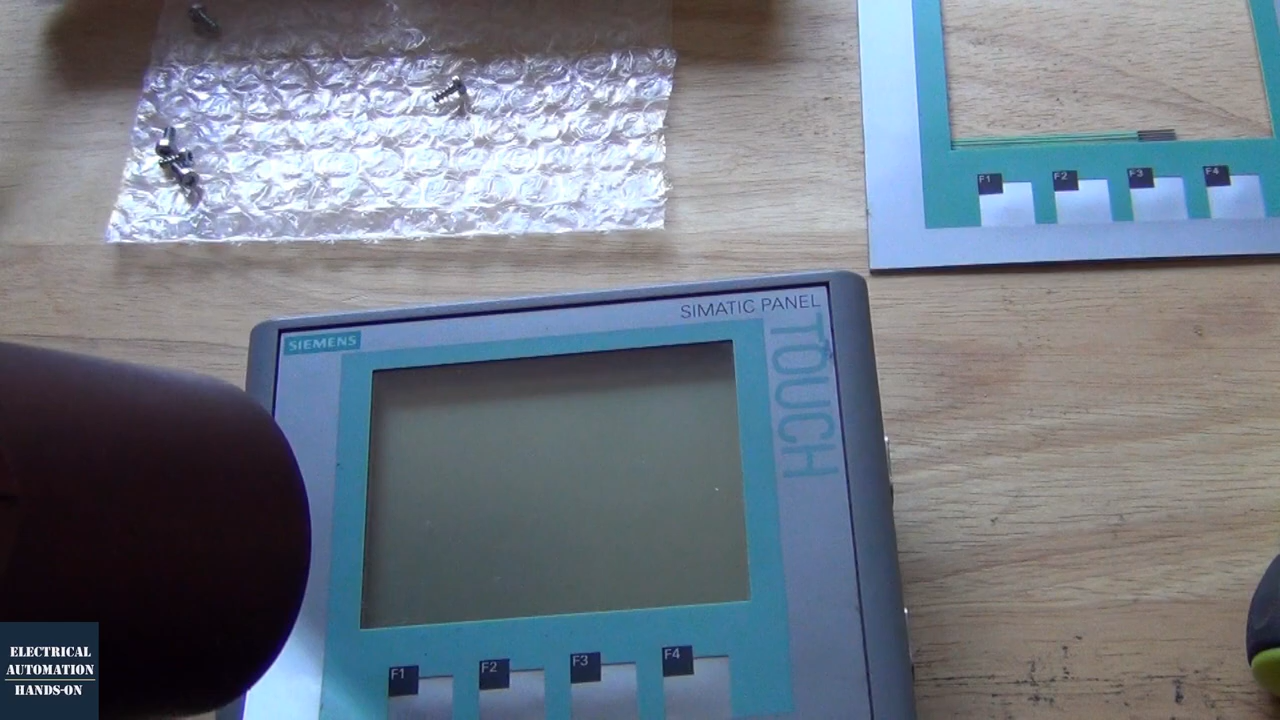 F1 F2 F3 F4
SIEMENS
SIMATIC PANEL
TOUCH
F1 F2 F3 F4
ELECTRICAL
AUTOMATION
HANDS-ON